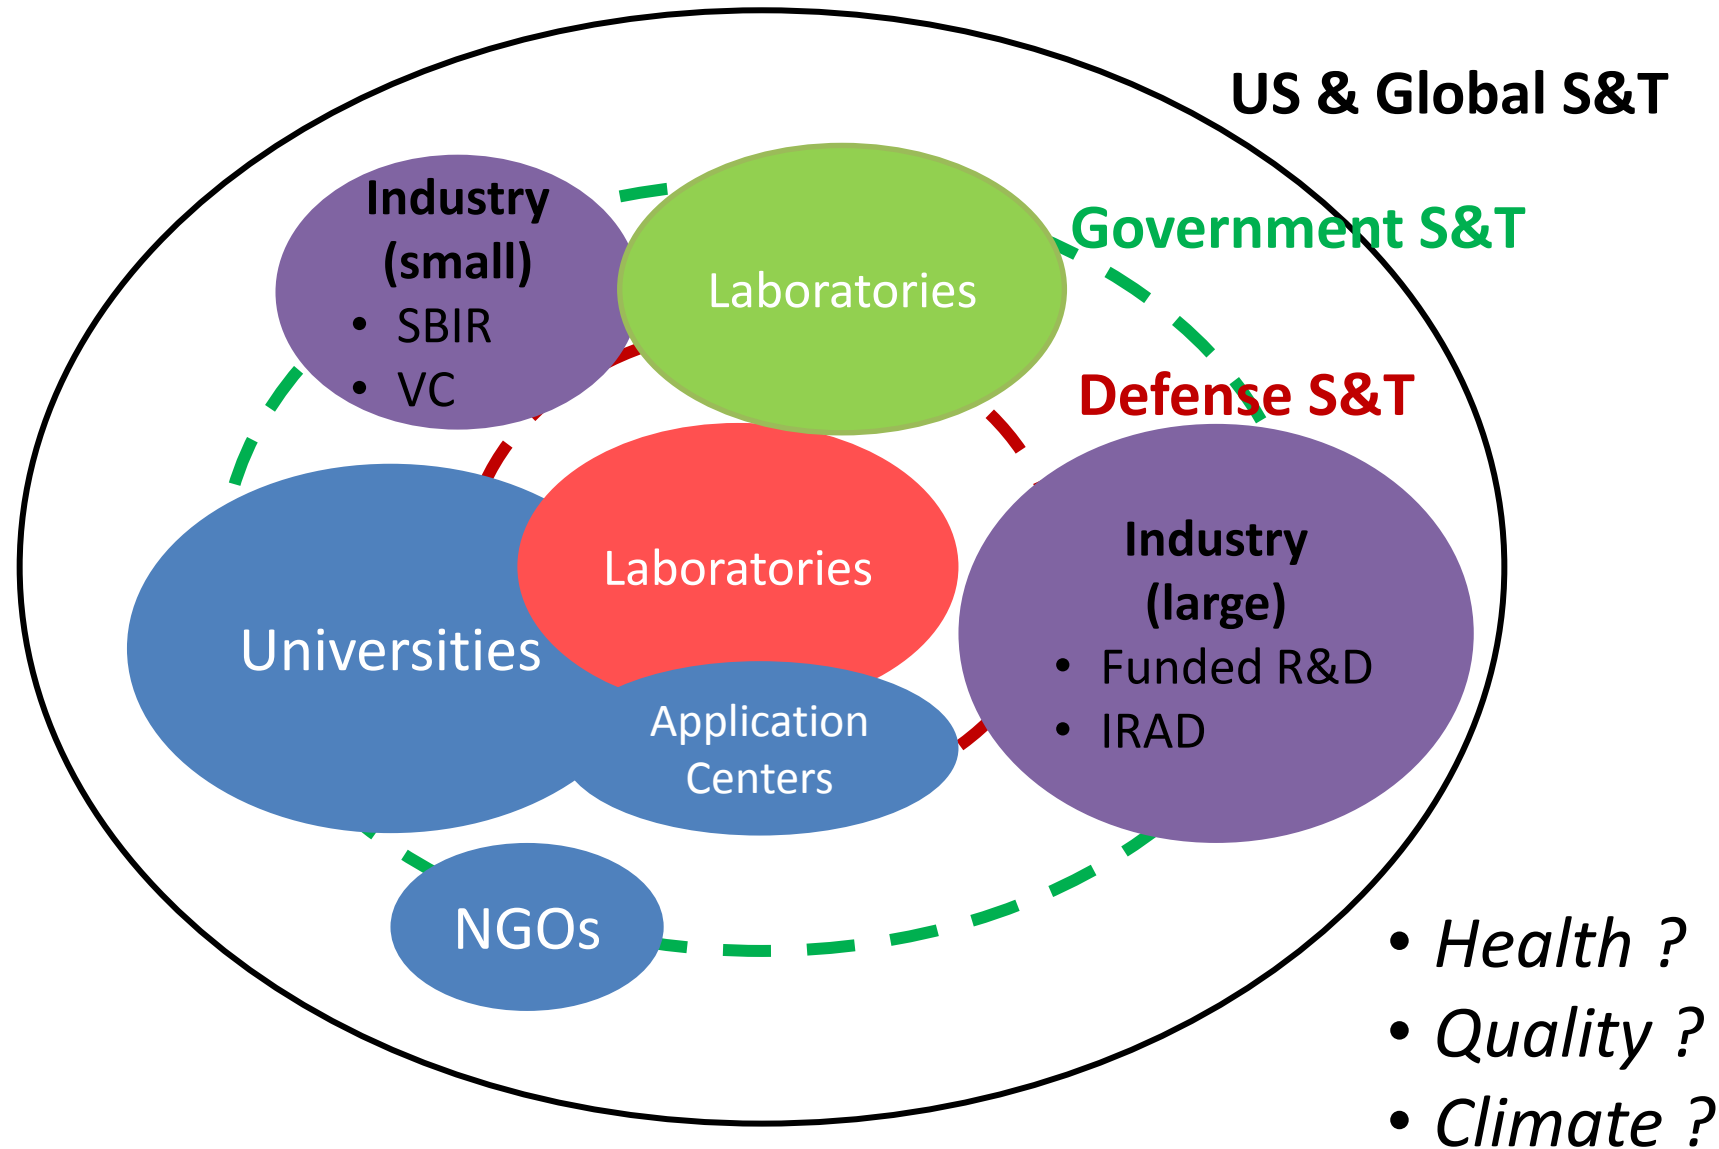 US & Global S&T
Government S&T
Defense S&T
Industry
(small)
• SBIR
• VC
Laboratories
Laboratories
Universities
Application
Centers
Industry
(large)
• Funded R&D
• IRAD
NGOs
• Health ?
• Quality ?
• Climate ?